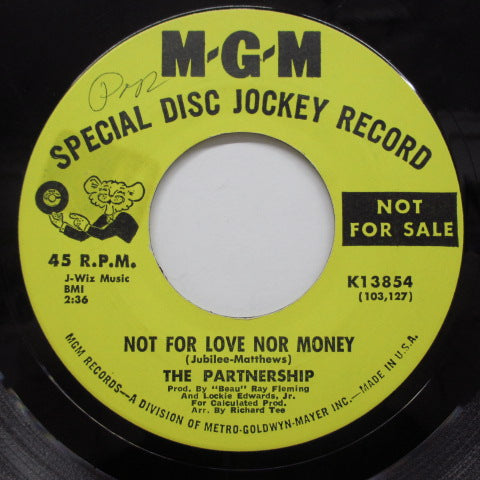 Pop
M-G-M
SPECIAL DISC JOCKEY RECORD
NOT
FOR SALE
45 R.P.M.
J-Wiz Music
BMI
2:36
K13854
(103,127)
NOT FOR LOVE NOR MONEY
(Jubilee-Matthews)
THE PARTNERSHIP
Prod. By "Beau" Ray Fleming
And Lockie Edwards, Jr.
For Calculated Prod.
Arr. By Richard Tee
MGM RECORDS—A DIVISION OF METRO-GOLDWYN-MAYER INC.—MADE IN U.S.A.